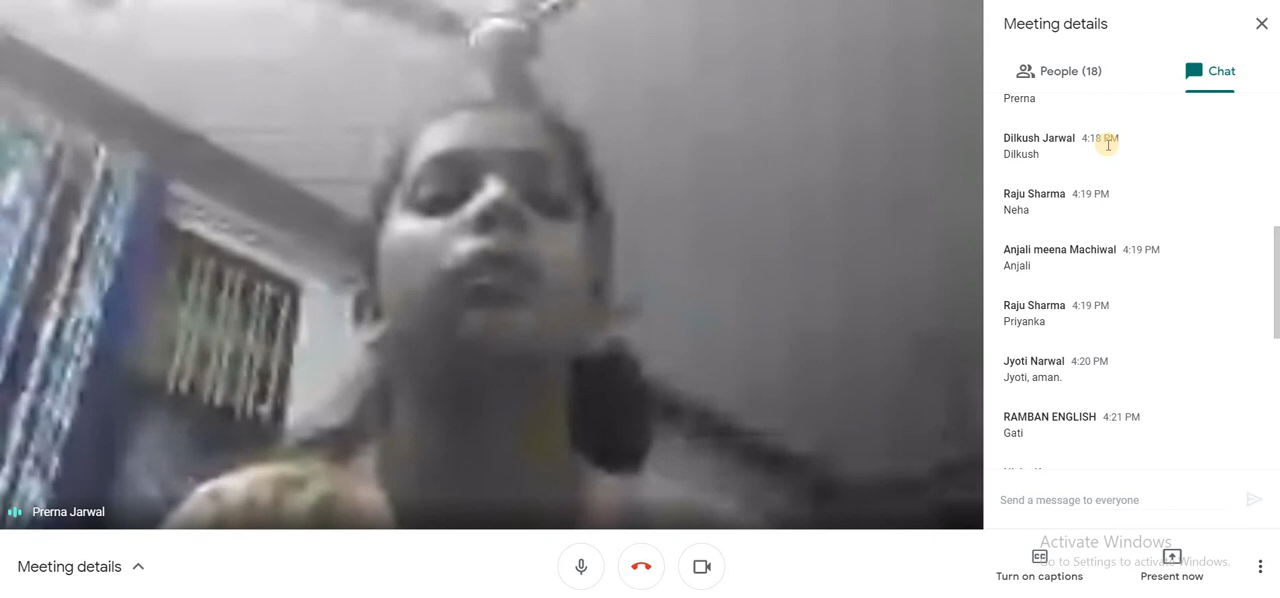 Meeting details
People (18)
Chat
Prerna
Dilkush Jarwal 4:18 PM
Dilkush
Raju Sharma 4:19 PM
Neha
Anjali meena Machiwal 4:19 PM
Anjali
Raju Sharma 4:19 PM
Priyanka
Jyoti Narwal 4:20 PM
Jyoti, aman.
RAMBAN ENGLISH 4:21 PM
Gati
Send a message to everyone
Prerna Jarwal
Activate Windows
Go to Settings to activate Windows.
Meeting details
CC
Turn on captions
Present now